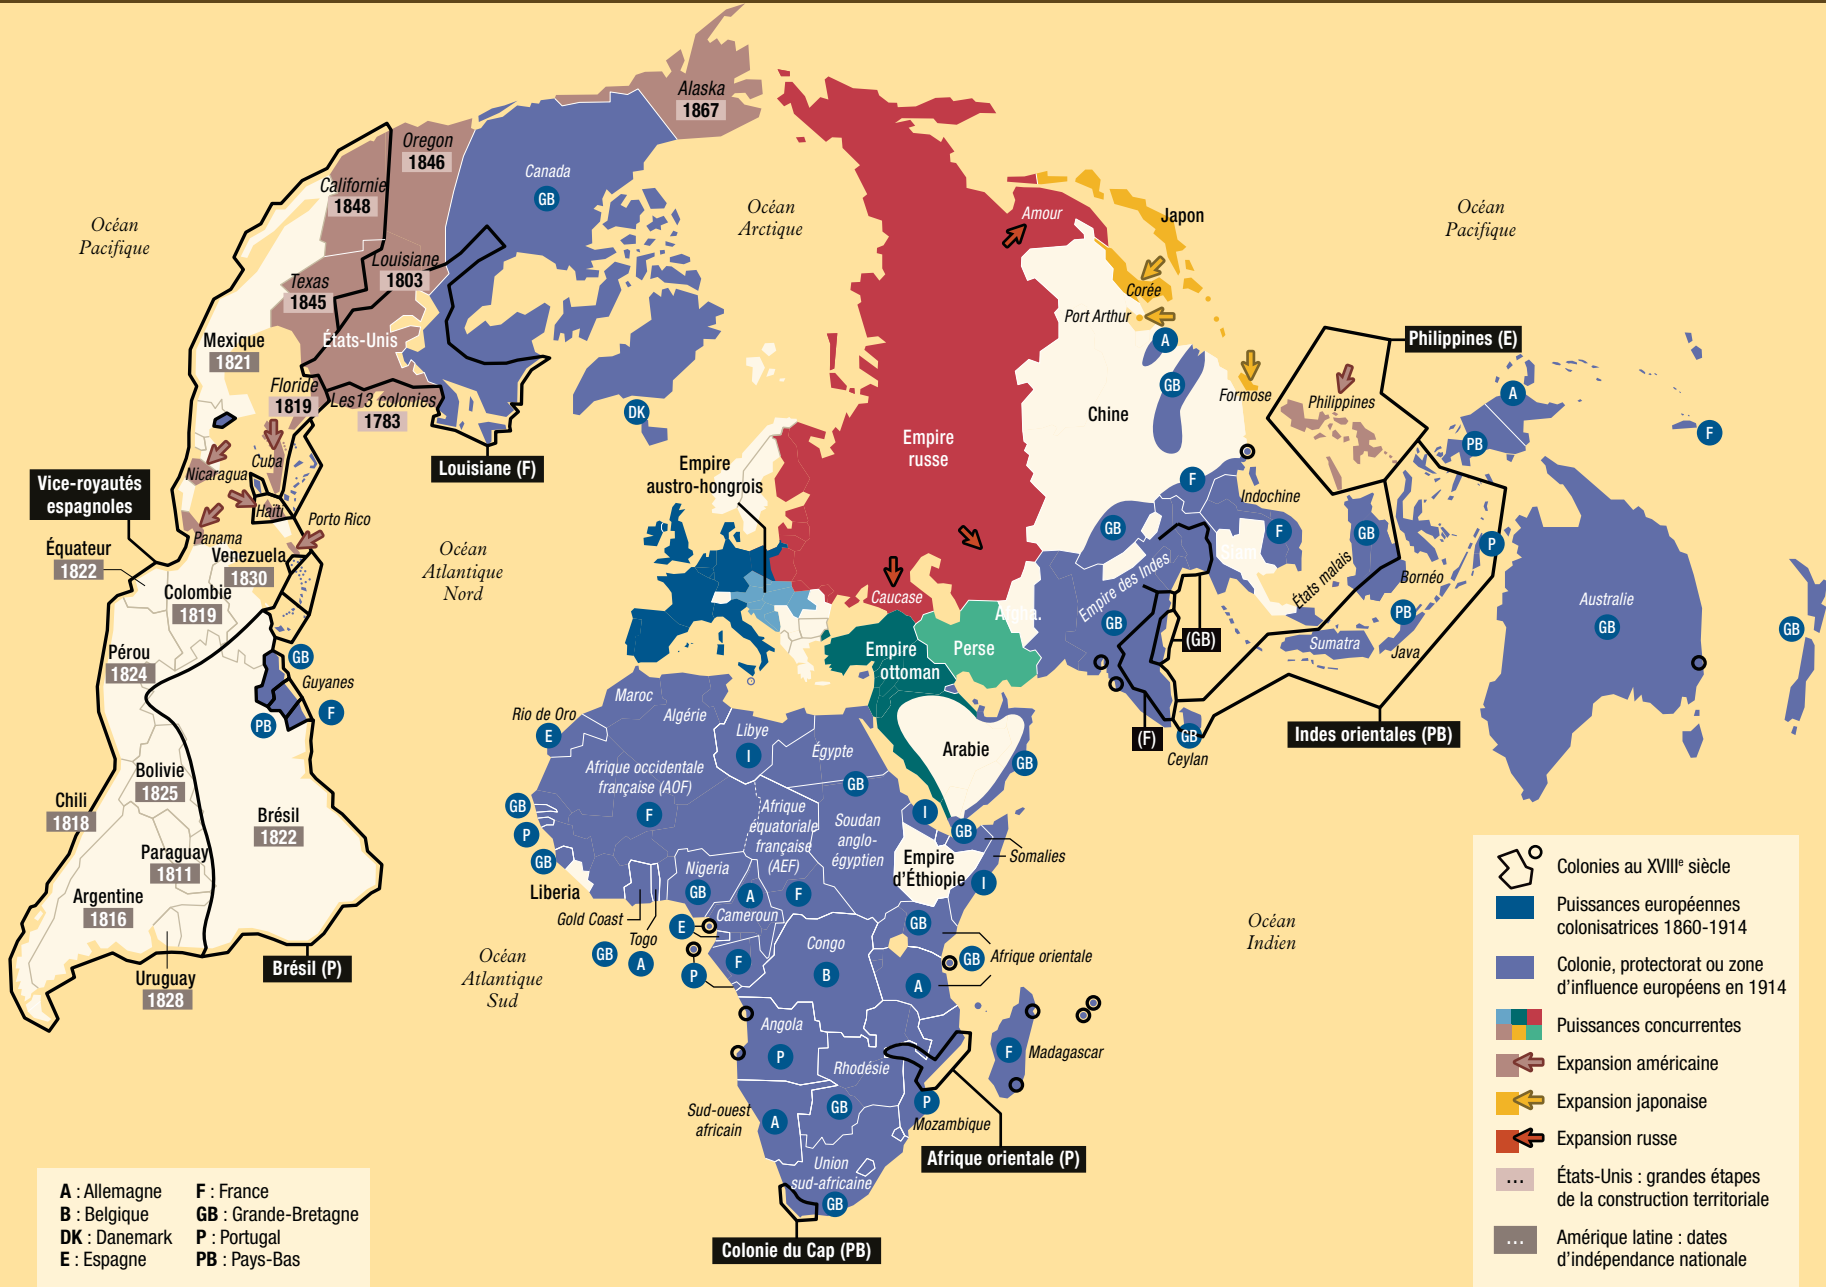 Alaska
1867
Oregon
1846
Californie
1848
Canada
GB
Océan
Pacifique
Océan
Arctique
Océan
Pacifique
Amour
Japon
Louisiane
1803
Texas
1845
États-Unis
Corée
Port Arthur
A
GB
Mexique
1821
Floride
1819
Les13 colonies
1783
DK
Formose
Philippines (E)
Philippines
A
PB
F
Chine
Empire
russe
Empire
austro-hongrois
Louisiane (F)
Vice-royautés
espagnoles
Nicaragua
Cuba
Haïti
Panama
Porto Rico
Venezuela
1830
Équateur
1822
Colombie
1819
Océan
Atlantique
Nord
F
Indochine
F
GB
GB
P
Siam
Empire des Indes
GB
États malais
Bornéo
PB
Sumatra
Java
Australie
GB
GB
Caucase
Afgha.
Perse
Empire
ottoman
(GB)
Pérou
1824
GB
Guyanes
F
PB
Maroc
Algérie
Rio de Oro
E
Libye
I
Égypte
GB
Arabie
GB
(F)
GB
Ceylan
Indes orientales (PB)
Bolivie
1825
Chili
1818
Brésil
1822
Paraguay
1811
Argentine
1816
Uruguay
1828
Brésil (P)
Afrique occidentale
française (AOF)
F
GB
P
GB
Liberia
Afrique
équatoriale
française
(AEF)
Soudan
anglo-
égyptien
I
GB
Somalies
Empire
d’Éthiopie
I
Nigeria
GB
A
F
Gold Coast
Togo
Cameroun
E
GB
A
P
F
Congo
B
GB
GB
Afrique orientale
A
Océan
Atlantique
Sud
Océan
Indien
Angola
P
Rhodésie
GB
F
Madagascar
P
Mozambique
Afrique orientale (P)
Sud-ouest
africain
A
Union
sud-africaine
GB
Colonie du Cap (PB)
A : Allemagne
B : Belgique
DK : Danemark
E : Espagne
F : France
GB : Grande-Bretagne
P : Portugal
PB : Pays-Bas
Colonies au XVIIIe siècle
Puissances européennes
colonisatrices 1860-1914
Colonie, protectorat ou zone
d’influence européens en 1914
Puissances concurrentes
Expansion américaine
Expansion japonaise
Expansion russe
...
États-Unis : grandes étapes
de la construction territoriale
...
Amérique latine : dates
d’indépendance nationale